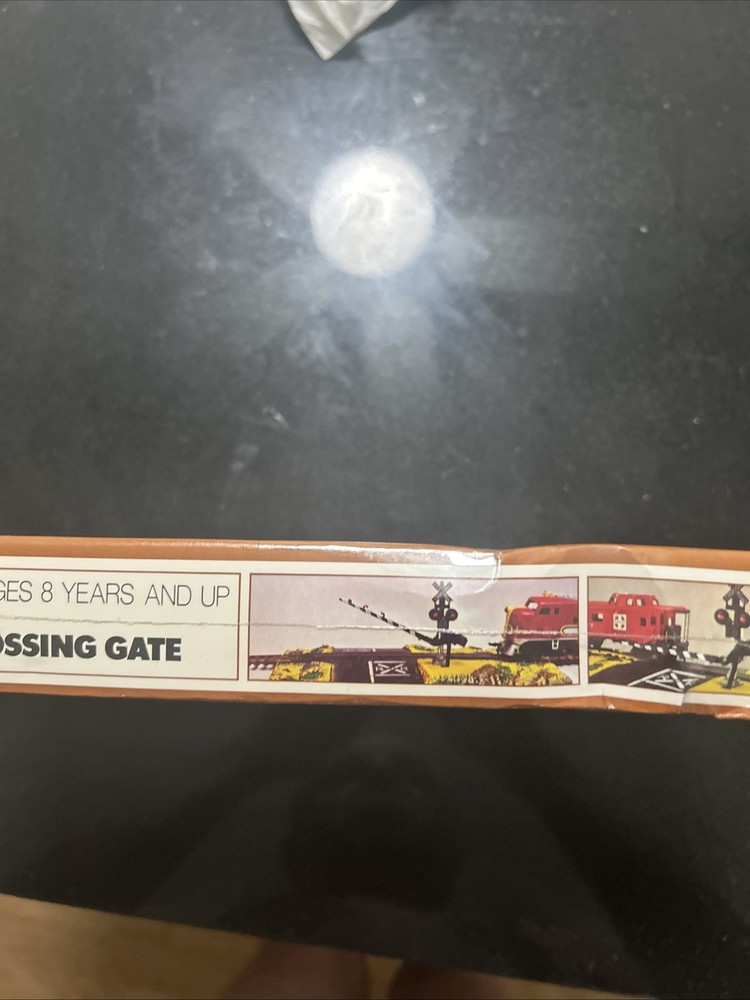 GES 8 YEARS AND UP
OSSING GATE